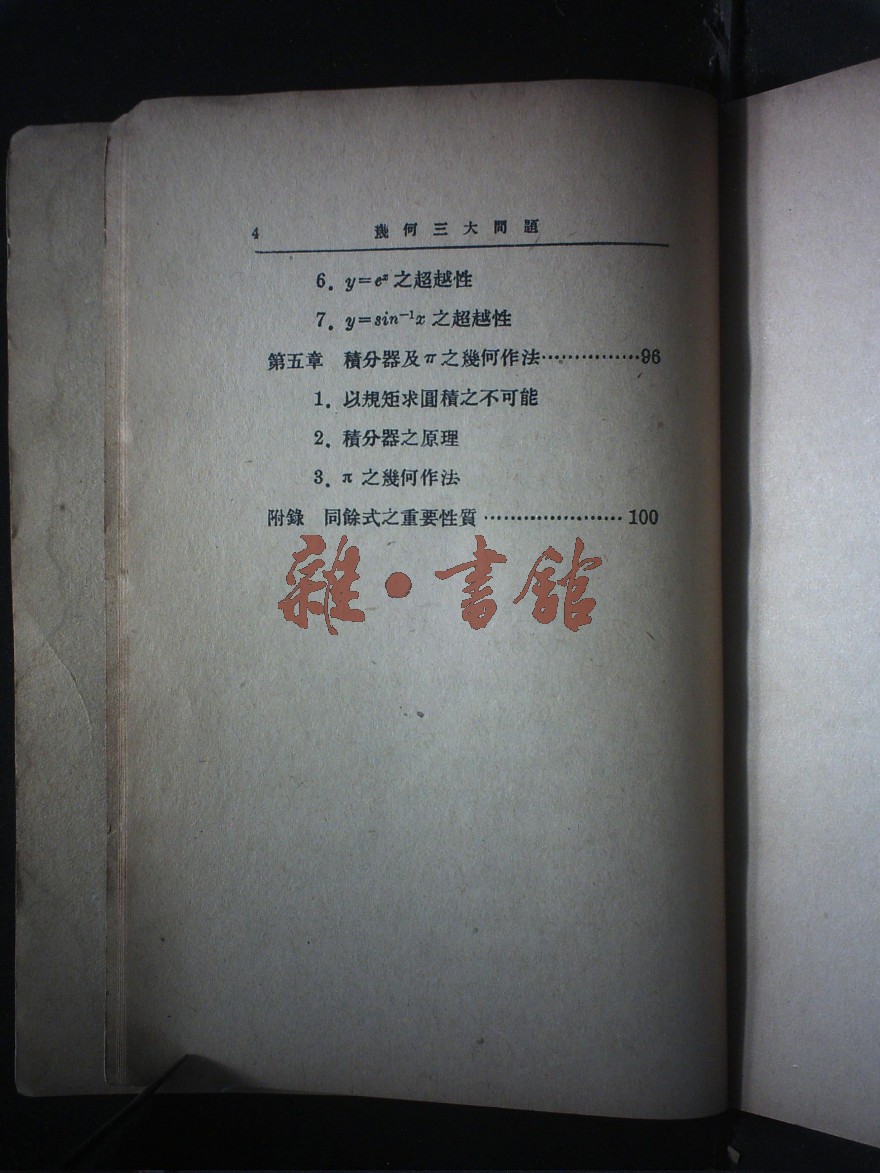 4 幾何三大問題
6. y=eˣ 之超越性
7. y=sin⁻¹x 之超越性
第五章 積分器及π之幾何作法···············96
1. 以規矩求圓積之不可能
2. 積分器之原理
3. π 之幾何作法
附錄 同餘式之重要性質·····················100
雜·書館